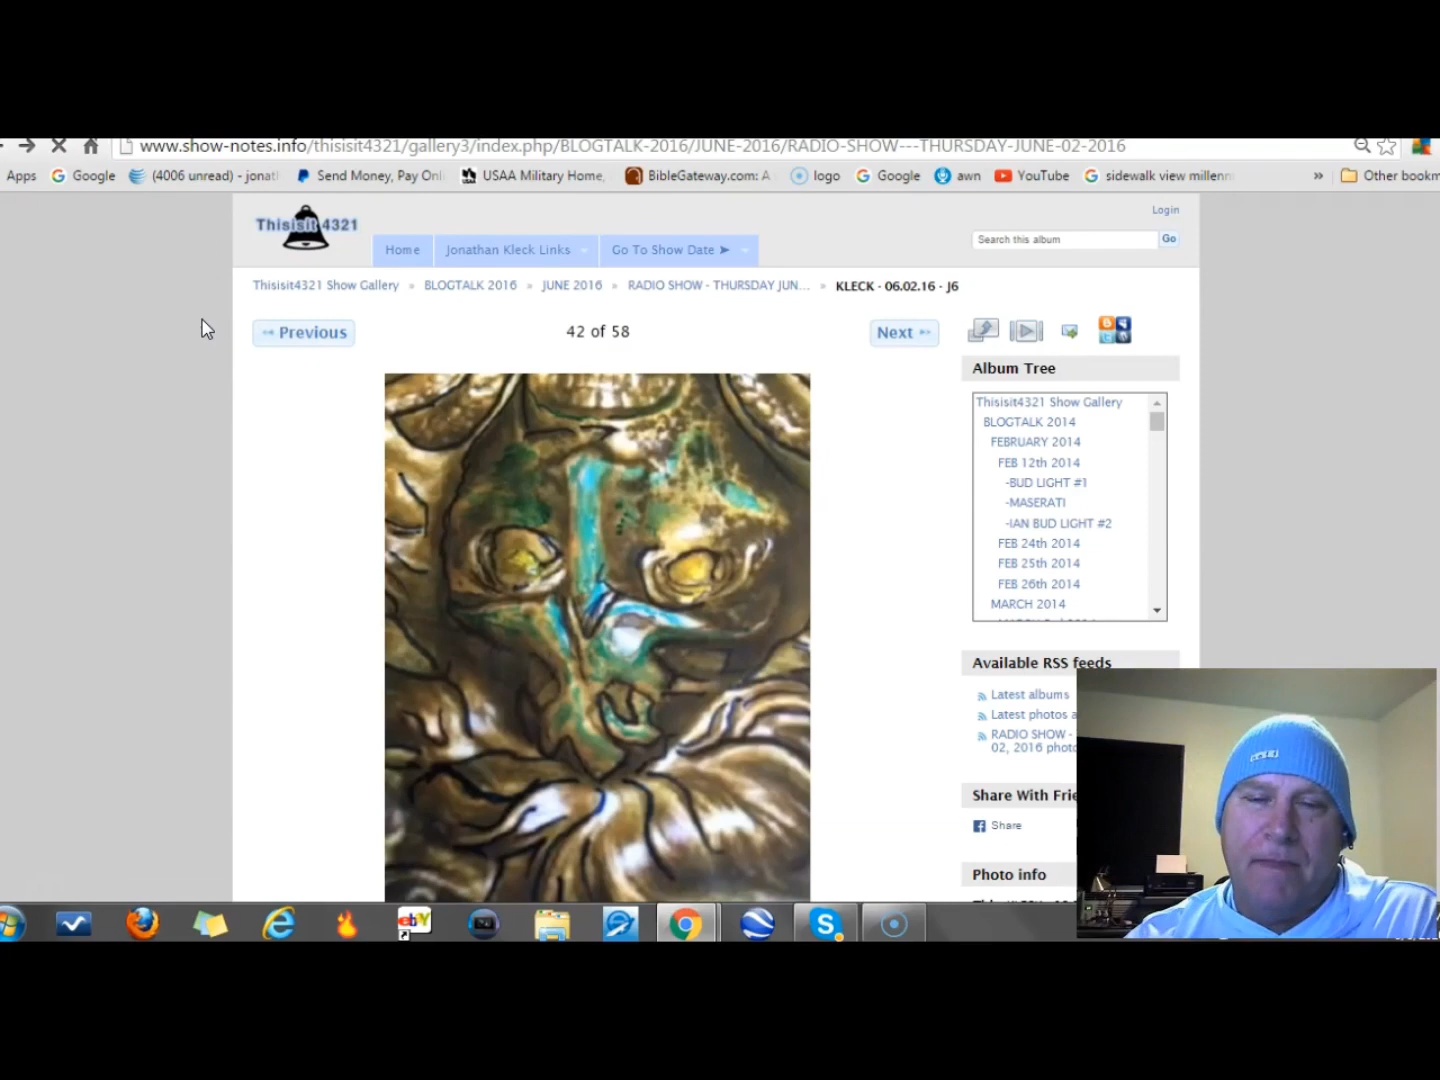 www.show-notes.info/thisisit4321/gallery3/index.php/BLOGTALK-2016/JUNE-2016/RADIO-SHOW---THURSDAY-JUNE-02-2016
Apps Google (4006 unread) - jonat Send Money, Pay Onli USAA Military Home, BibleGateway.com: A logo Google awn YouTube sidewalk view millenn » Other bookm
Login
Thisisit 4321
Search this album Go
Home Jonathan Kleck Links Go To Show Date ➤
Thisisit4321 Show Gallery » BLOGTALK 2016 » JUNE 2016 » RADIO SHOW - THURSDAY JUN... » KLECK - 06.02.16 - J6
Previous 42 of 58 Next
Album Tree
Thisisit4321 Show Gallery
BLOGTALK 2014
FEBRUARY 2014
FEB 12th 2014
-BUD LIGHT #1
-MASERATI
-IAN BUD LIGHT #2
FEB 24th 2014
FEB 25th 2014
FEB 26th 2014
MARCH 2014
Available RSS feeds
Latest albums
Latest photos a
RADIO SHOW -
02, 2016 photo
Share With Frie
Share
Photo info
ebY